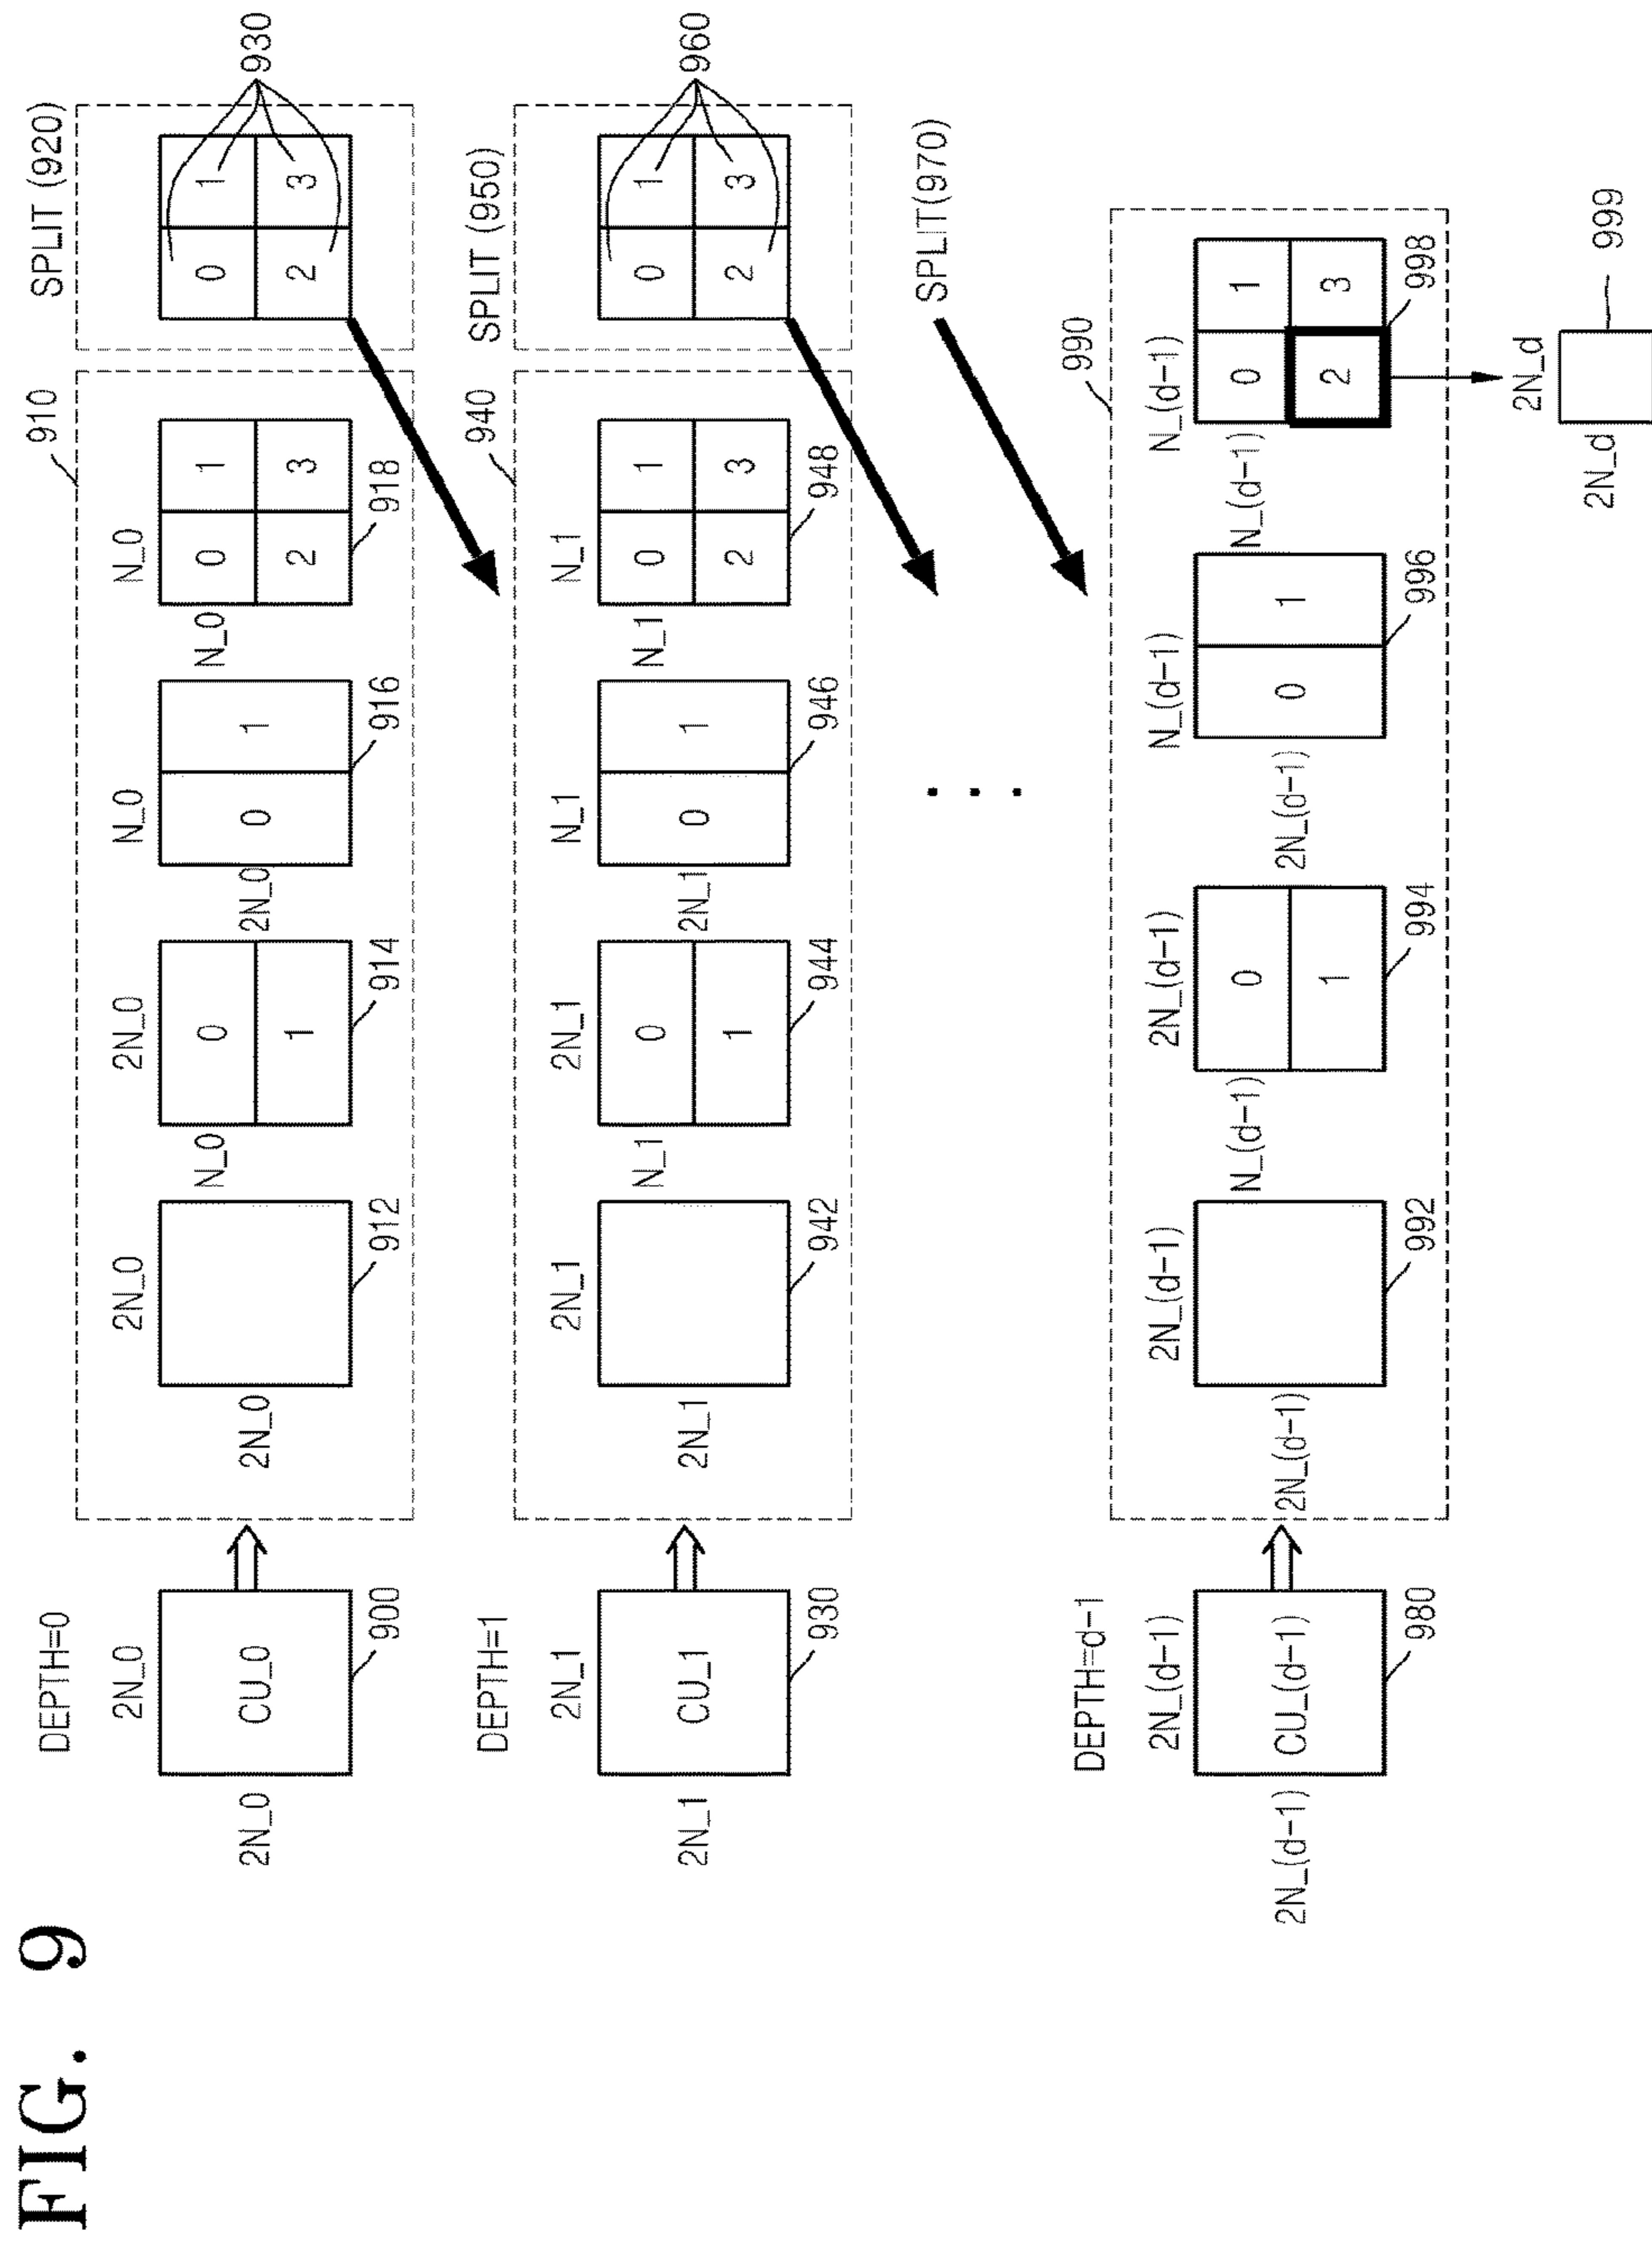 FIG. 9
DEPTH=0
2N_0
2N_0
CU_0
900
910
2N_0
2N_0
912
2N_0
N_0
0
1
914
N_0
2N_0
0
1
916
N_0
N_0
0
1
2
3
918
SPLIT (920)
0
1
2
3
930
DEPTH=1
2N_1
2N_1
CU_1
930
940
2N_1
2N_1
942
2N_1
N_1
0
1
944
N_1
2N_1
0
1
946
N_1
N_1
0
1
2
3
948
SPLIT (950)
0
1
2
3
960
SPLIT(970)
DEPTH=d-1
2N_(d-1)
2N_(d-1)
CU_(d-1)
980
990
2N_(d-1)
2N_(d-1)
992
2N_(d-1)
N_(d-1)
0
1
994
N_(d-1)
2N_(d-1)
0
1
996
N_(d-1)
N_(d-1)
0
1
2
3
998
2N_d
2N_d
999